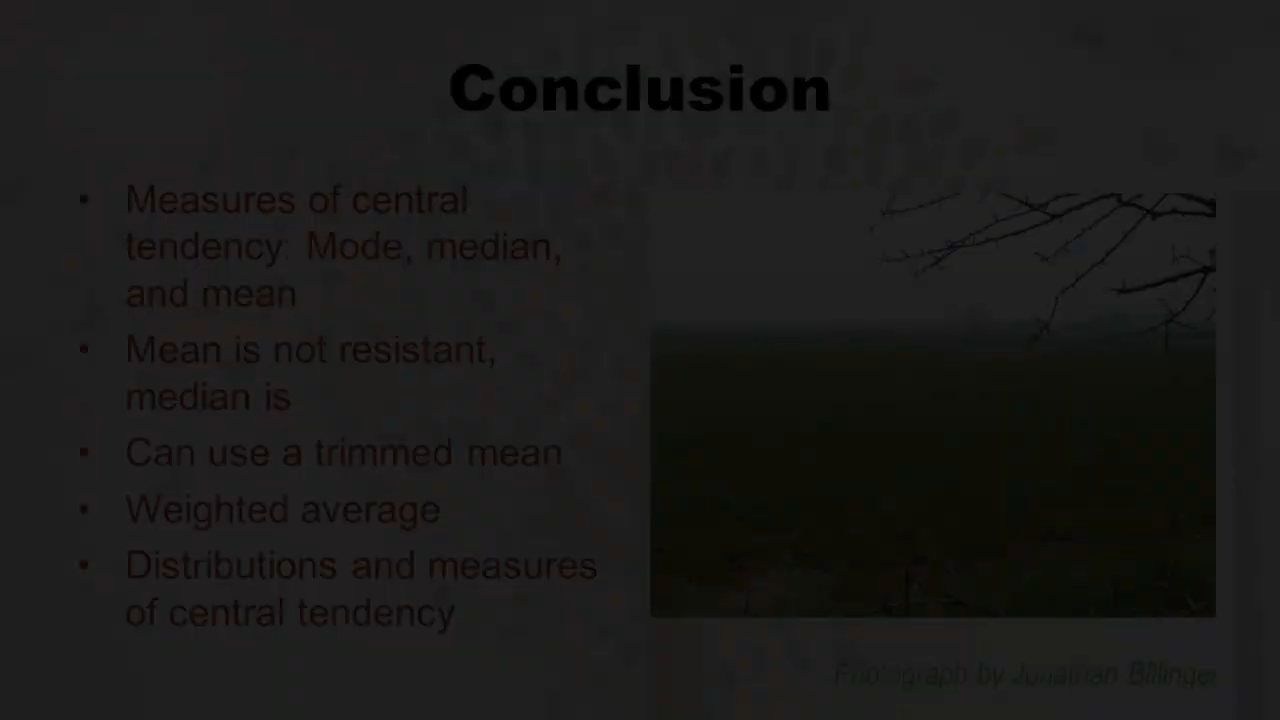 Conclusion
• Measures of central
tendency: Mode, median,
and mean
• Mean is not resistant,
median is
• Can use a trimmed mean
• Weighted average
• Distributions and measures
of central tendency
Photograph by Jonathan Billinger